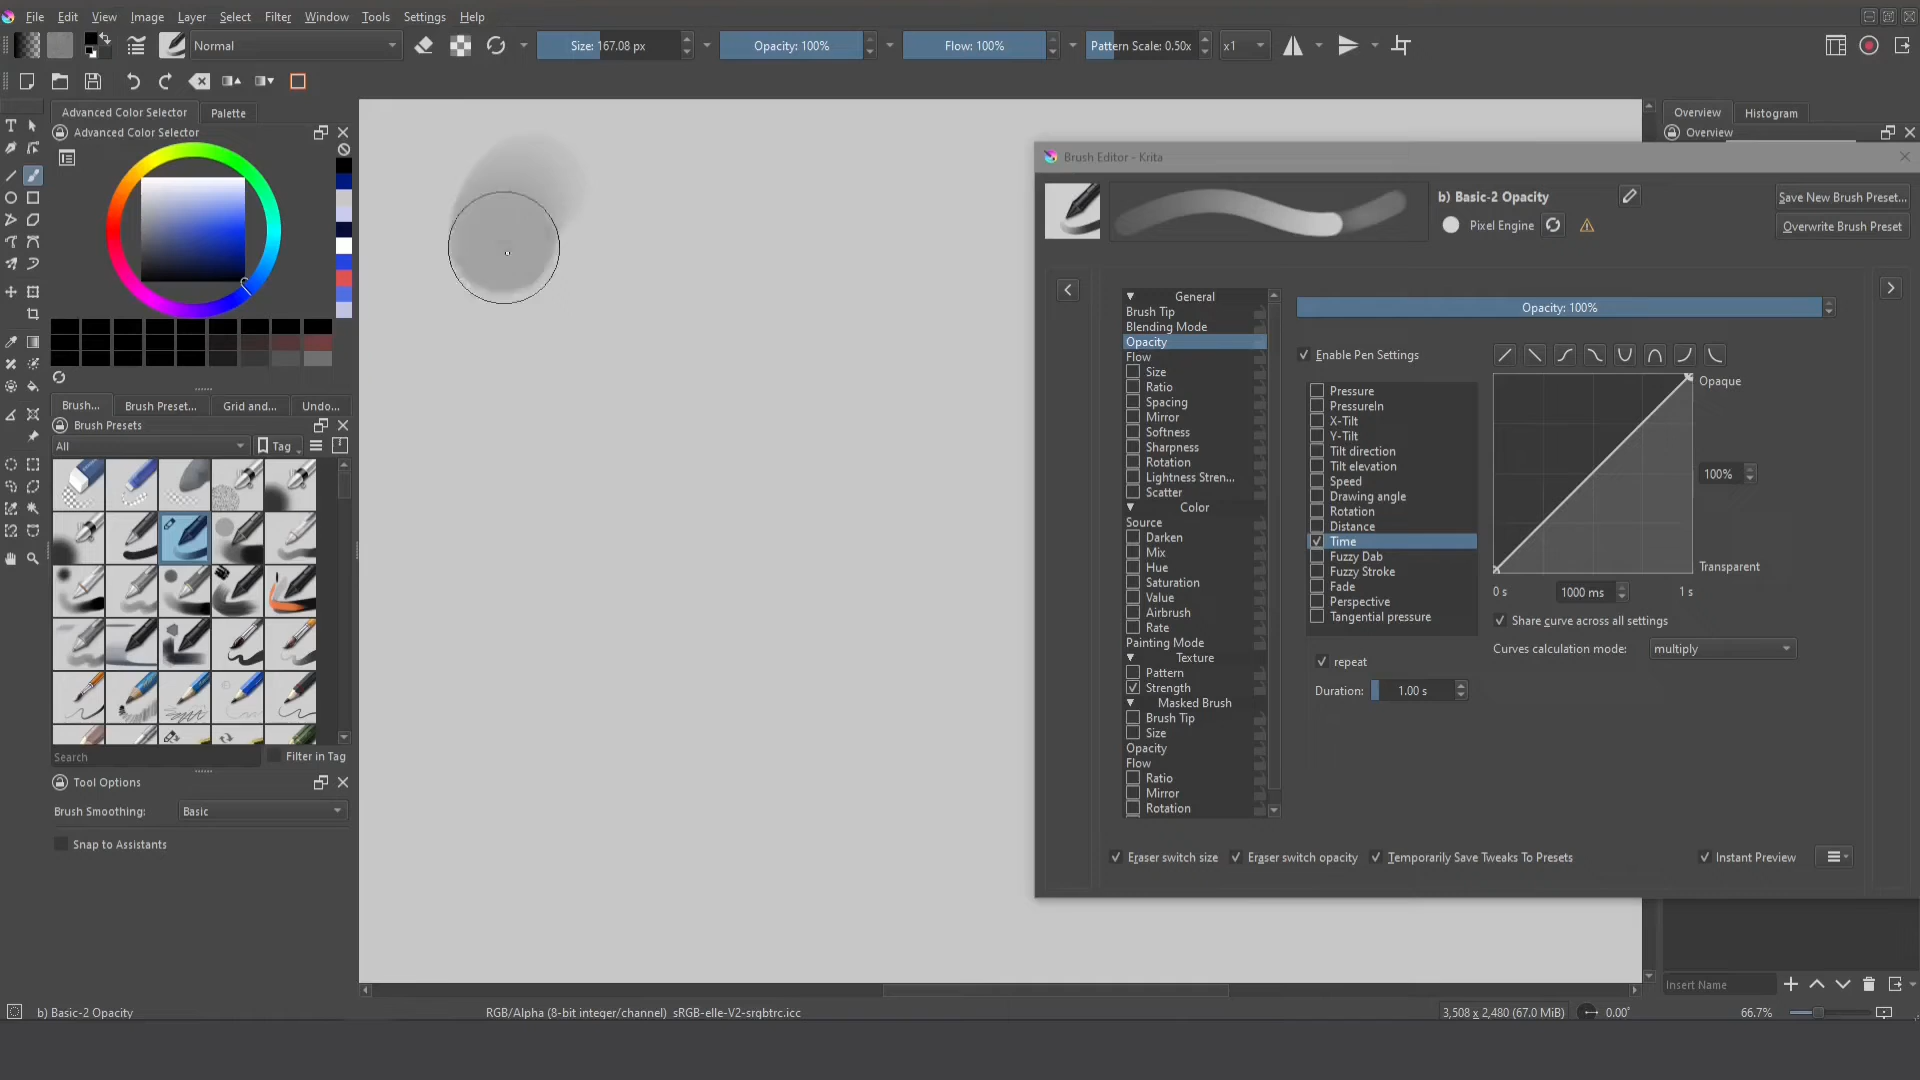 File Edit View Image Layer Select Filter Window Tools Settings Help
Normal Size: 167.08 px Opacity: 100% Flow: 100% Pattern Scale: 0.50x x1
Advanced Color Selector Palette
Advanced Color Selector
Brush... Brush Preset... Grid and... Undo...
Brush Presets
All Tag
Search Filter in Tag
Tool Options
Brush Smoothing: Basic
Snap to Assistants
Overview Histogram
Overview
Brush Editor - Krita
b) Basic-2 Opacity
Pixel Engine
Save New Brush Preset...
Overwrite Brush Preset
General
Brush Tip
Blending Mode
Opacity
Flow
Size
Ratio
Spacing
Mirror
Softness
Sharpness
Rotation
Lightness Stren...
Scatter
Color
Source
Darken
Mix
Hue
Saturation
Value
Airbrush
Rate
Painting Mode
Texture
Pattern
Strength
Masked Brush
Brush Tip
Size
Opacity
Flow
Ratio
Mirror
Rotation
Opacity: 100%
Enable Pen Settings
Pressure
PressureIn
X-Tilt
Y-Tilt
Tilt direction
Tilt elevation
Speed
Drawing angle
Rotation
Distance
Time
Fuzzy Dab
Fuzzy Stroke
Fade
Perspective
Tangential pressure
repeat
Duration: 1.00 s
Opaque
100%
Transparent
0 s 1000 ms 1 s
Share curve across all settings
Curves calculation mode: multiply
Eraser switch size Eraser switch opacity Temporarily Save Tweaks To Presets Instant Preview
Insert Name
b) Basic-2 Opacity RGB/Alpha (8-bit integer/channel) sRGB-elle-V2-srgbtrc.icc 3,508 x 2,480 (67.0 MiB) 0.00° 66.7%